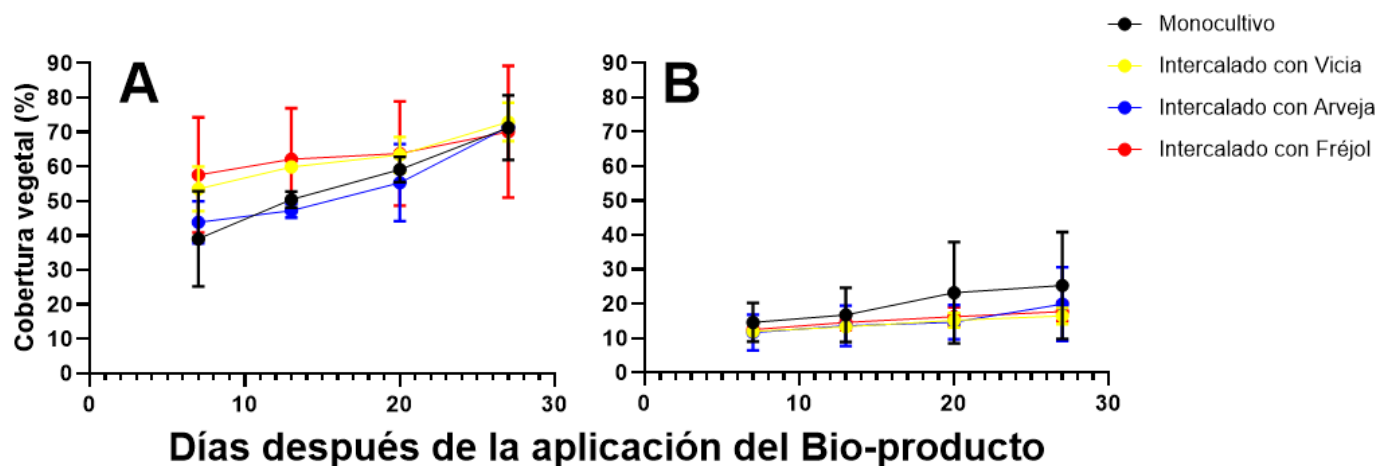 Monocultivo
Intercalado con Vicia
Intercalado con Arveja
Intercalado con Fréjol
Cobertura vegetal (%)
A
90
80
70
60
50
40
30
20
10
0
0 10 20 30
B
90
80
70
60
50
40
30
20
10
0
0 10 20 30
Días después de la aplicación del Bio-producto